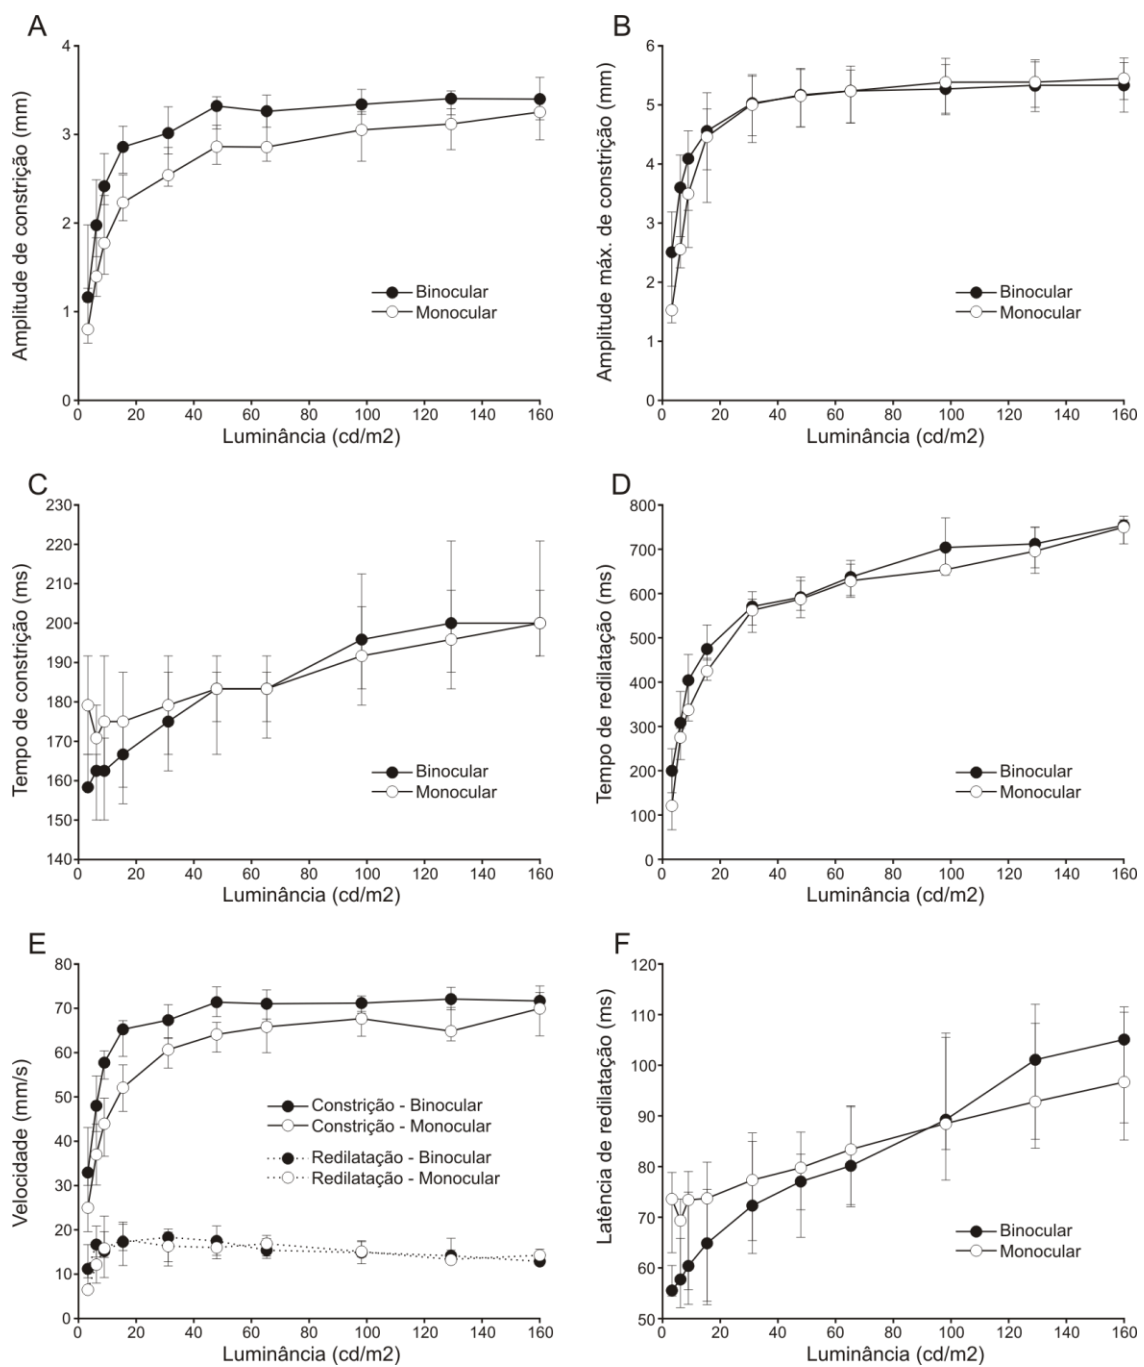 A
Amplitude de constrição (mm)
4
3
2
1
0
0 20 40 60 80 100 120 140 160
Luminância (cd/m2)
Binocular
Monocular
B
Amplitude máx. de constrição (mm)
6
5
4
3
2
1
0
0 20 40 60 80 100 120 140 160
Luminância (cd/m2)
Binocular
Monocular
C
Tempo de constrição (ms)
230
220
210
200
190
180
170
160
150
140
0 20 40 60 80 100 120 140 160
Luminância (cd/m2)
Binocular
Monocular
D
Tempo de redilatação (ms)
800
700
600
500
400
300
200
100
0
0 20 40 60 80 100 120 140 160
Luminância (cd/m2)
Binocular
Monocular
E
Velocidade (mm/s)
80
70
60
50
40
30
20
10
0
0 20 40 60 80 100 120 140 160
Luminância (cd/m2)
Constrição - Binocular
Constrição - Monocular
Redilatação - Binocular
Redilatação - Monocular
F
Latência de redilatação (ms)
120
110
100
90
80
70
60
50
0 20 40 60 80 100 120 140 160
Luminância (cd/m2)
Binocular
Monocular